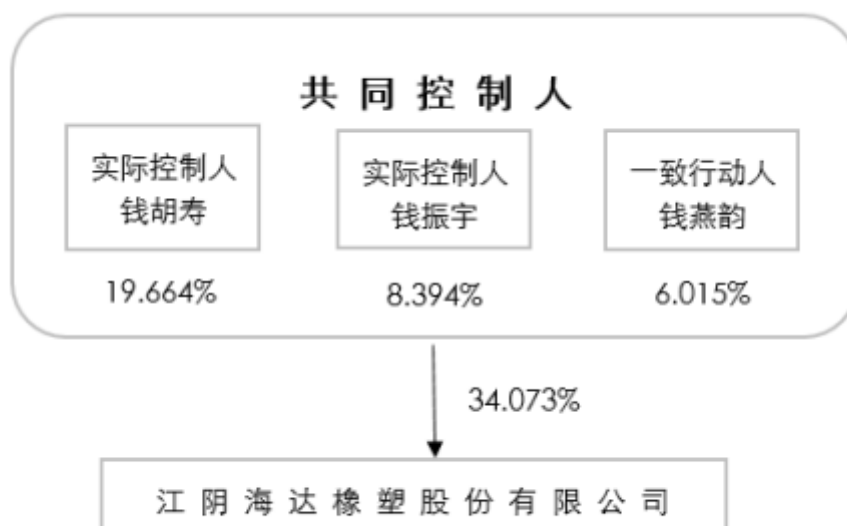 共同控制人
实际控制人
钱胡寿
实际控制人
钱振宇
一致行动人
钱燕韵
19.664%
8.394%
6.015%
34.073%
江阴海达橡塑股份有限公司